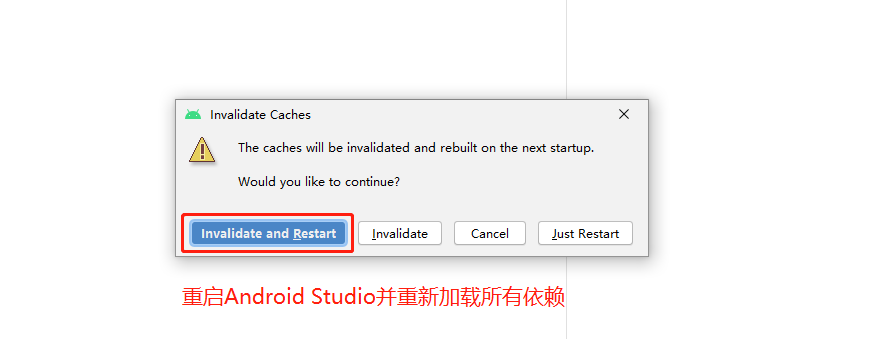 Invalidate Caches
The caches will be invalidated and rebuilt on the next startup.
Would you like to continue?
Invalidate and Restart Invalidate Cancel Just Restart
重启Android Studio并重新加载所有依赖